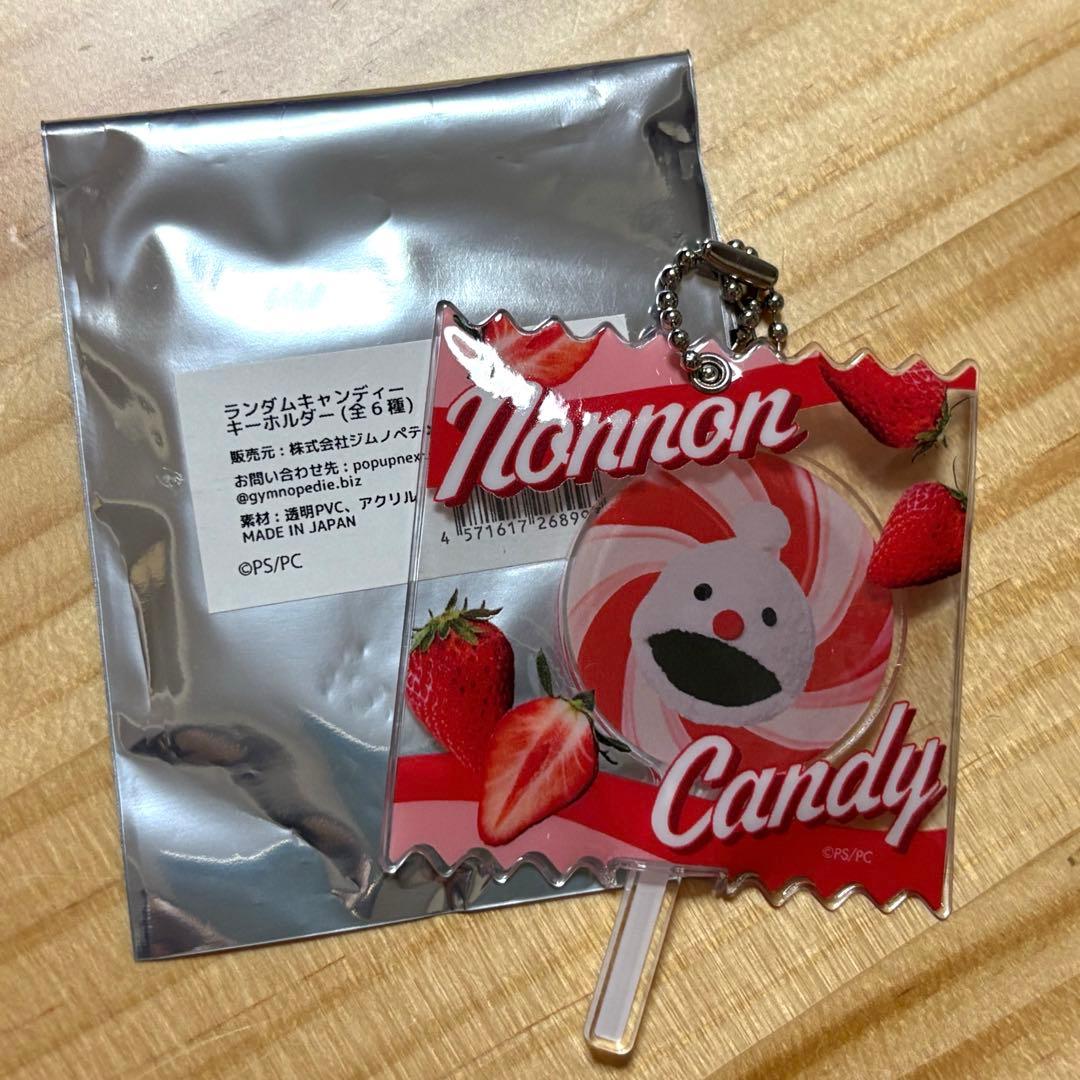 ランダムキャンディー
キーホルダー (全6種)
販売元：株式会社ジムノペデ
お問い合わせ先：popupnex
@gymnopedie.biz
素材：透明PVC、アクリル
MADE IN JAPAN
©PS/PC
4 571617 26899
Nonnon
Candy
©PS/PC